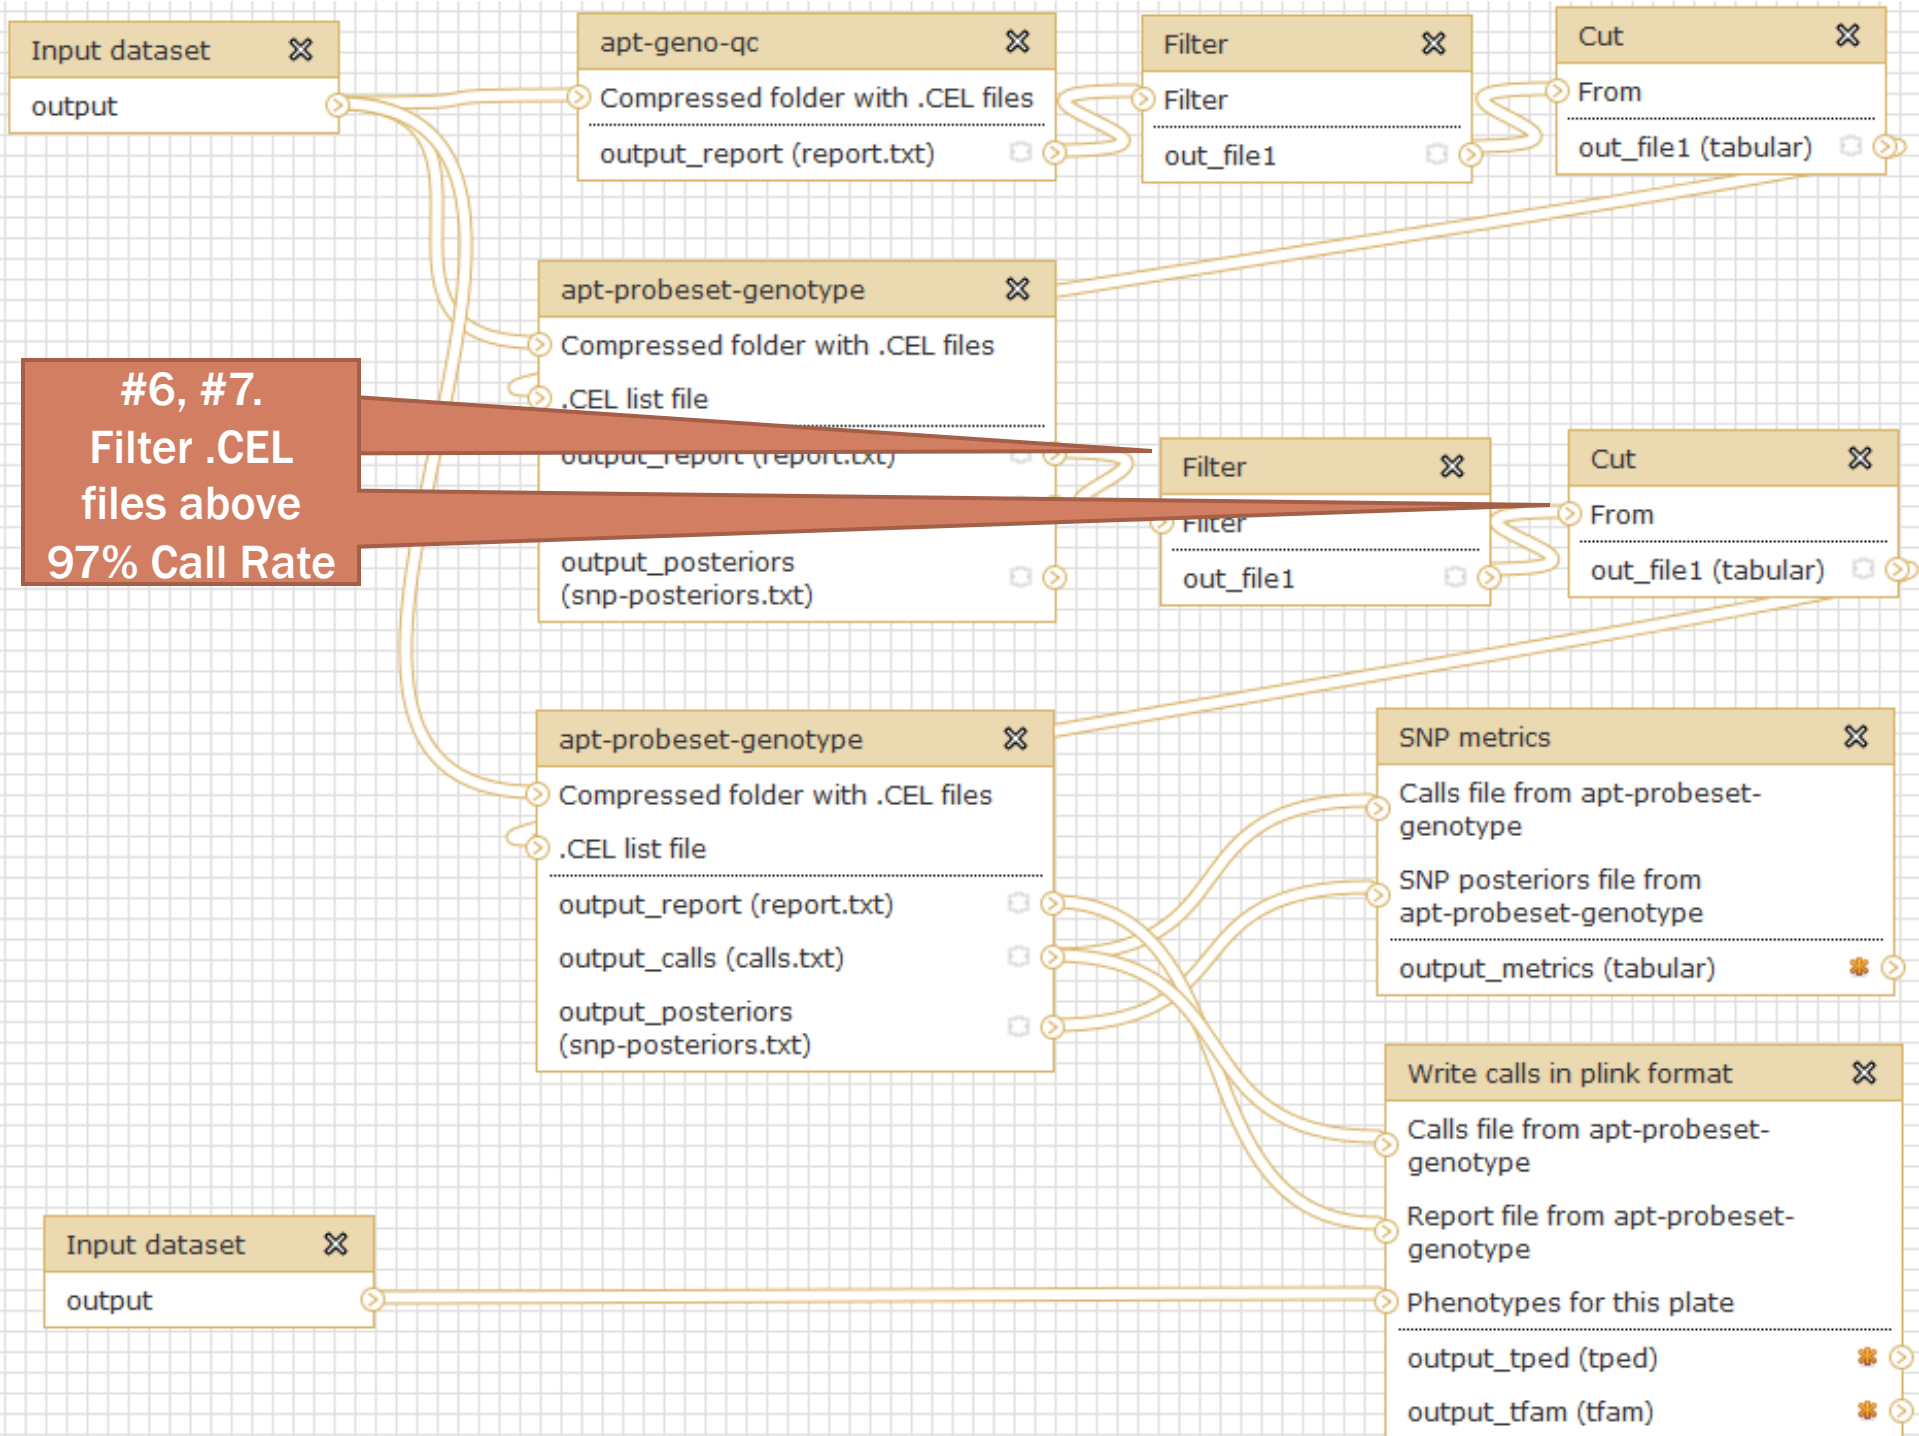 Input dataset
output
apt-geno-qc
Compressed folder with .CEL files
output_report (report.txt)
Filter
Filter
out_file1
Cut
From
out_file1 (tabular)
apt-probeset-genotype
Compressed folder with .CEL files
.CEL list file
output_report (report.txt)
output_posteriors
(snp-posteriors.txt)
#6, #7.
Filter .CEL
files above
97% Call Rate
Filter
Filter
out_file1
Cut
From
out_file1 (tabular)
apt-probeset-genotype
Compressed folder with .CEL files
.CEL list file
output_report (report.txt)
output_calls (calls.txt)
output_posteriors
(snp-posteriors.txt)
SNP metrics
Calls file from apt-probeset-
genotype
SNP posteriors file from
apt-probeset-genotype
output_metrics (tabular)
Write calls in plink format
Calls file from apt-probeset-
genotype
Report file from apt-probeset-
genotype
Phenotypes for this plate
output_tped (tped)
output_tfam (tfam)
Input dataset
output